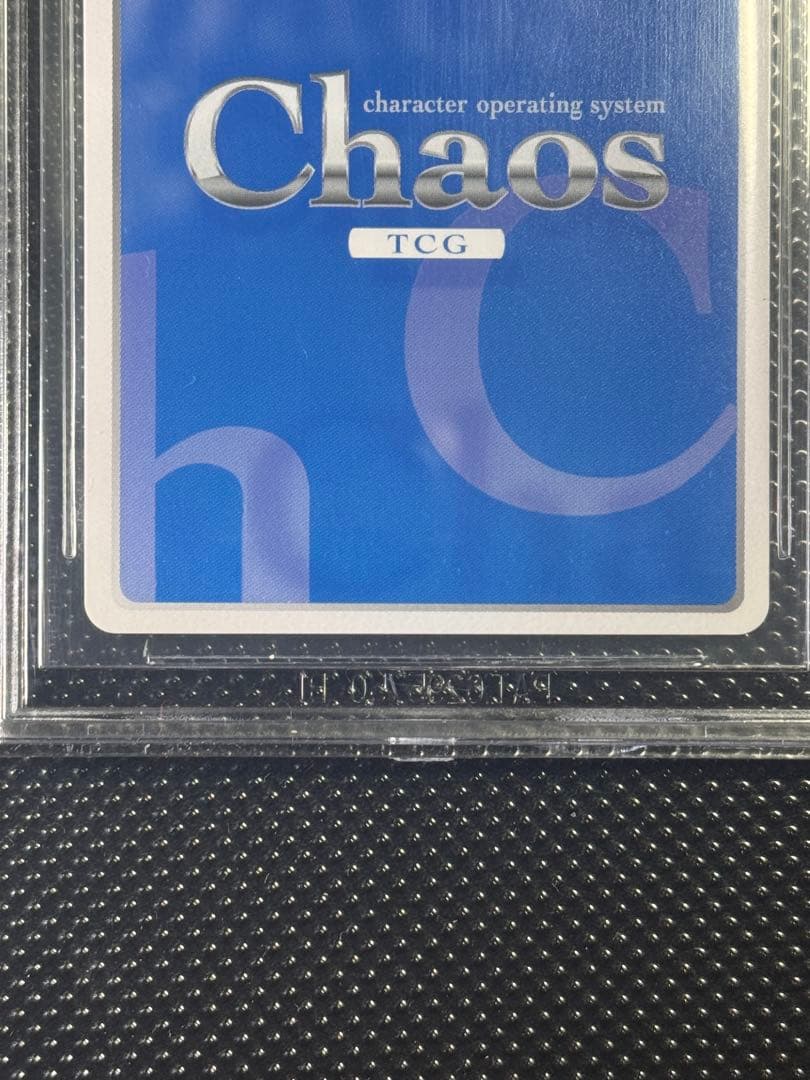 character operating system
Chaos
TCG
h
C